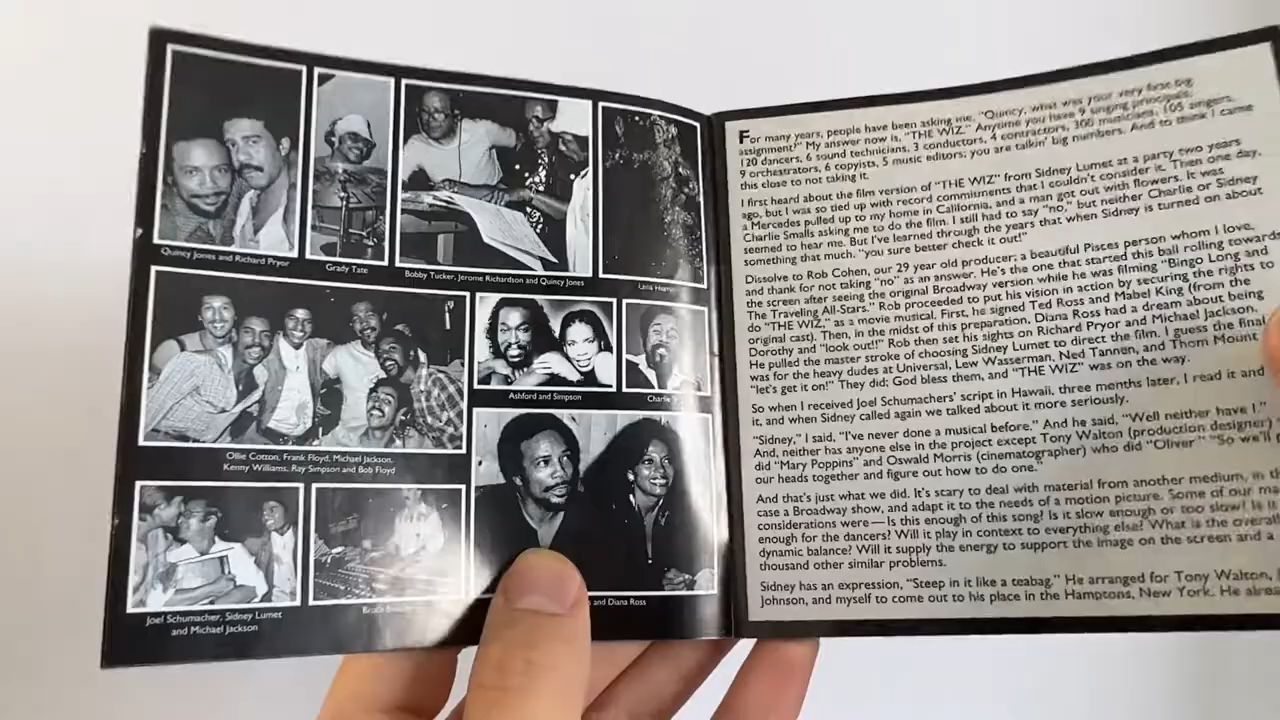 Quincy Jones and Richard Pryor
Grady Tate
Bobby Tucker, Jerome Richardson and Quincy Jones
Lena
Ollie Cotton, Frank Floyd, Michael Jackson,
Kenny Williams, Ray Simpson and Bob Floyd
Ashford and Simpson
Charlie
Joel Schumacher, Sidney Lumet
and Michael Jackson
Bruce
and Diana Ross
For many years, people have been asking me, "Quincy, what was your very first big
assignment?" My answer now is, "THE WIZ." Anytime you have 9 singing principals,
120 dancers, 6 sound technicians, 3 conductors, 4 contractors, 300 musicians, 105 singers,
9 orchestrators, 6 copyists, 5 music editors; you are talkin' big numbers. And to think I came
this close to not taking it.
I first heard about the film version of "THE WIZ" from Sidney Lumet at a party two years
ago, but I was so tied up with record commitments that I couldn't consider it. Then one day,
a Mercedes pulled up to my home in California, and a man got out with flowers. It was
Charlie Smalls asking me to do the film. I still had to say "no," but neither Charlie or Sidney
seemed to hear me. But I've learned through the years that when Sidney is turned on about
something that much, "you sure better check it out!"
Dissolve to Rob Cohen, our 29 year old producer; a beautiful Pisces person whom I love,
and thank for not taking "no" as an answer. He's the one that started this ball rolling towards
the screen after seeing the original Broadway version while he was filming "Bingo Long and
The Traveling All-Stars." Rob proceeded to put his vision in action by securing the rights to
do "THE WIZ," as a movie musical. First, he signed Ted Ross and Mabel King (from the
original cast). Then, in the midst of this preparation, Diana Ross had a dream about being
Dorothy and "look out!!" Rob then set his sights on Richard Pryor and Michael Jackson.
He pulled the master stroke of choosing Sidney Lumet to direct the film. I guess the final
was for the heavy dudes at Universal, Lew Wasserman, Ned Tannen, and Thom Mount
"let's get it on!" They did; God bless them, and "THE WIZ" was on the way.
So when I received Joel Schumachers' script in Hawaii, three months later, I read it and
it, and when Sidney called again we talked about it more seriously.
"Sidney," I said, "I've never done a musical before." And he said, "Well neither have I."
And, neither has anyone else in the project except Tony Walton (production designer)
did "Mary Poppins" and Oswald Morris (cinematographer) who did "Oliver" "So we'll
our heads together and figure out how to do one."
And that's just what we did. It's scary to deal with material from another medium, in
case a Broadway show, and adapt it to the needs of a motion picture. Some of our
considerations were—Is this enough of this song? Is it slow enough or too slow? Is
enough for the dancers? Will it play in context to everything else? What is the overall
dynamic balance? Will it supply the energy to support the image on the screen and a
thousand other similar problems.
Sidney has an expression, "Steep in it like a teabag." He arranged for Tony Walton,
Johnson, and myself to come out to his place in the Hamptons, New York. He